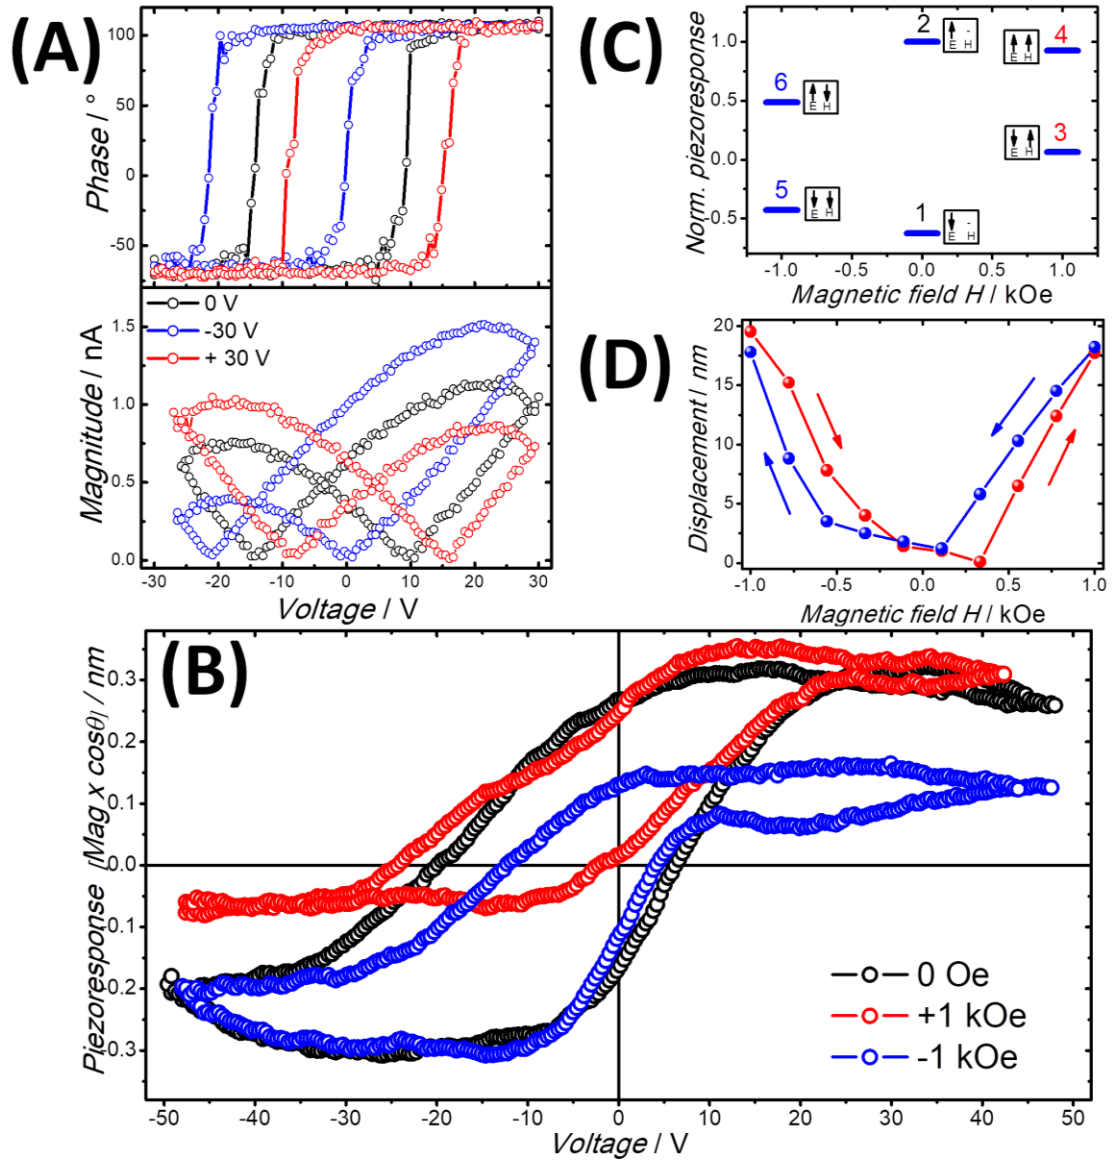 (A)
Phase / °
100
50
0
-50
0 V
-30 V
+ 30 V
Magnitude / nA
1.5
1.0
0.5
0.0
-30 -20 -10 0 10 20 30
Voltage / V
(C)
Norm. piezoresponse
1.0
0.5
0.0
-0.5
2
E H
-
4
E H
6
E H
3
E H
5
E H
1
E H
-
-1.0 -0.5 0.0 0.5 1.0
Magnetic field H / kOe
(D)
Displacement / nm
20
15
10
5
0
-1.0 -0.5 0.0 0.5 1.0
Magnetic field H / kOe
(B)
Piezoresponse [Mag x cosθ] / nm
0.3
0.2
0.1
0.0
0.1
0.2
0.3
0 Oe
+1 kOe
-1 kOe
-50 -40 -30 -20 -10 0 10 20 30 40 50
Voltage / V